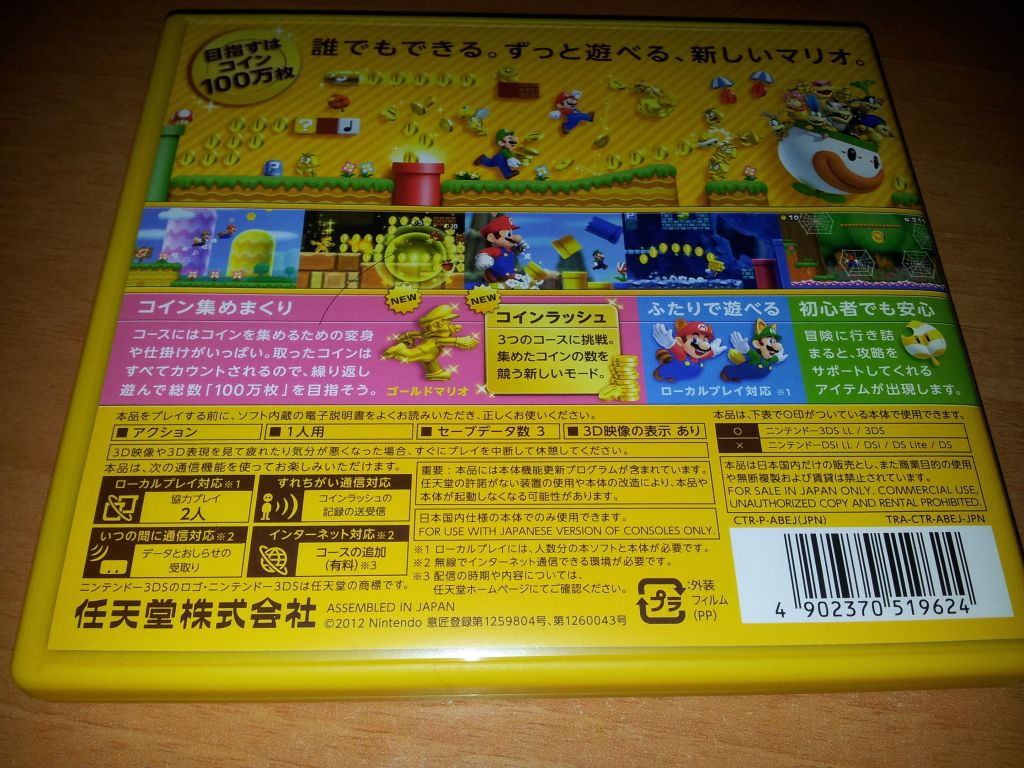 目指すは
コイン
100万枚
誰でもできる。ずっと遊べる、新しいマリオ。
NEW
NEW
コイン集めまくり
コースにはコインを集めるための変身
や仕掛けがいっぱい。取ったコインは
すべてカウントされるので、繰り返し
遊んで総数「100万枚」を目指そう。
ゴールドマリオ
コインラッシュ
3つのコースに挑戦。
集めたコインの数を
競う新しいモード。
ふたりで遊べる
ローカルプレイ対応 ※1
初心者でも安心
冒険に行き詰
まると、攻略を
サポートしてくれる
アイテムが出現します。
本品をプレイする前に、ソフト内蔵の電子説明書をよくお読みいただき、正しくお使いください。
■ アクション
■ 1人用
■ セーブデータ数 3
■ 3D映像の表示 あり
3D映像や3D表現を見て疲れたり気分が悪くなった場合、すぐにプレイを中断して休憩してください。
本品は、次の通信機能を使ってお楽しみいただけます。
ローカルプレイ対応※1
協力プレイ
2人
すれちがい通信対応
コインラッシュの
記録の送受信
いつの間に通信対応※2
データとおしらせの
受取り
インターネット対応※2
コースの追加
(有料)※3
重要:本品には本体機能更新プログラムが含まれています。
任天堂の許諾がない装置の使用や本体の改造により、本品や
本体が起動しなくなる可能性があります。
日本国内仕様の本体でのみ使用できます。
FOR USE WITH JAPANESE VERSION OF CONSOLES ONLY.
※1 ローカルプレイには、人数分の本ソフトと本体が必要です。
※2 無線でインターネット通信できる環境が必要です。
※3 配信の時期や内容については、
任天堂ホームページにてご確認ください。
本品は、下表で○印がついている本体で使用できます。
○ ニンテンドー3DS LL / 3DS
× ニンテンドーDSi LL / DSi / DS Lite / DS
本品は日本国内だけの販売とし、また商業目的の使用
や無断複製および賃貸は禁止されています。
FOR SALE IN JAPAN ONLY. COMMERCIAL USE,
UNAUTHORIZED COPY AND RENTAL PROHIBITED.
CTR-P-ABEJ(JPN)
TRA-CTR-ABEJ-JPN
ニンテンドー3DSのロゴ・ニンテンドー3DSは任天堂の商標です。
任天堂株式会社
ASSEMBLED IN JAPAN
©2012 Nintendo 意匠登録第1259804号、第1260043号
プラ
:外装
フィルム
(PP)
4 902370 519624